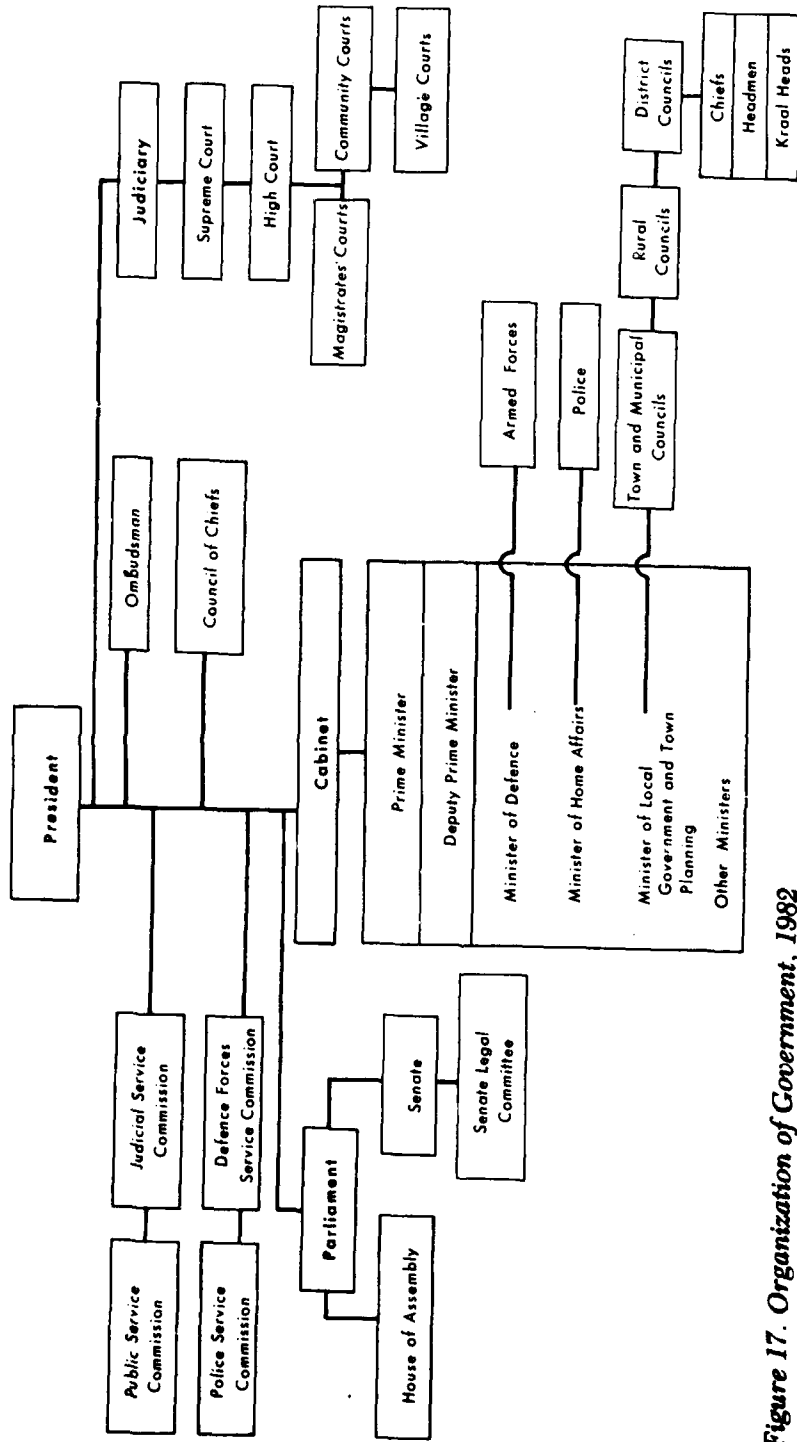 President
Ombudsman
Council of Chiefs
Judiciary
Supreme Court
High Court
Magistrates' Courts
Community Courts
Village Courts
Public Service
Commission
Judicial Service
Commission
Police Service
Commission
Defence Forces
Service Commission
Parliament
House of Assembly
Senate
Senate Legal
Committee
Cabinet
Prime Minister
Deputy Prime Minister
Minister of Defence
Minister of Home Affairs
Minister of Local
Government and Town
Planning
Other Ministers
Armed Forces
Police
Town and Municipal
Councils
Rural
Councils
District
Councils
Chiefs
Headmen
Kraal Heads
Figure 17. Organization of Government, 1982